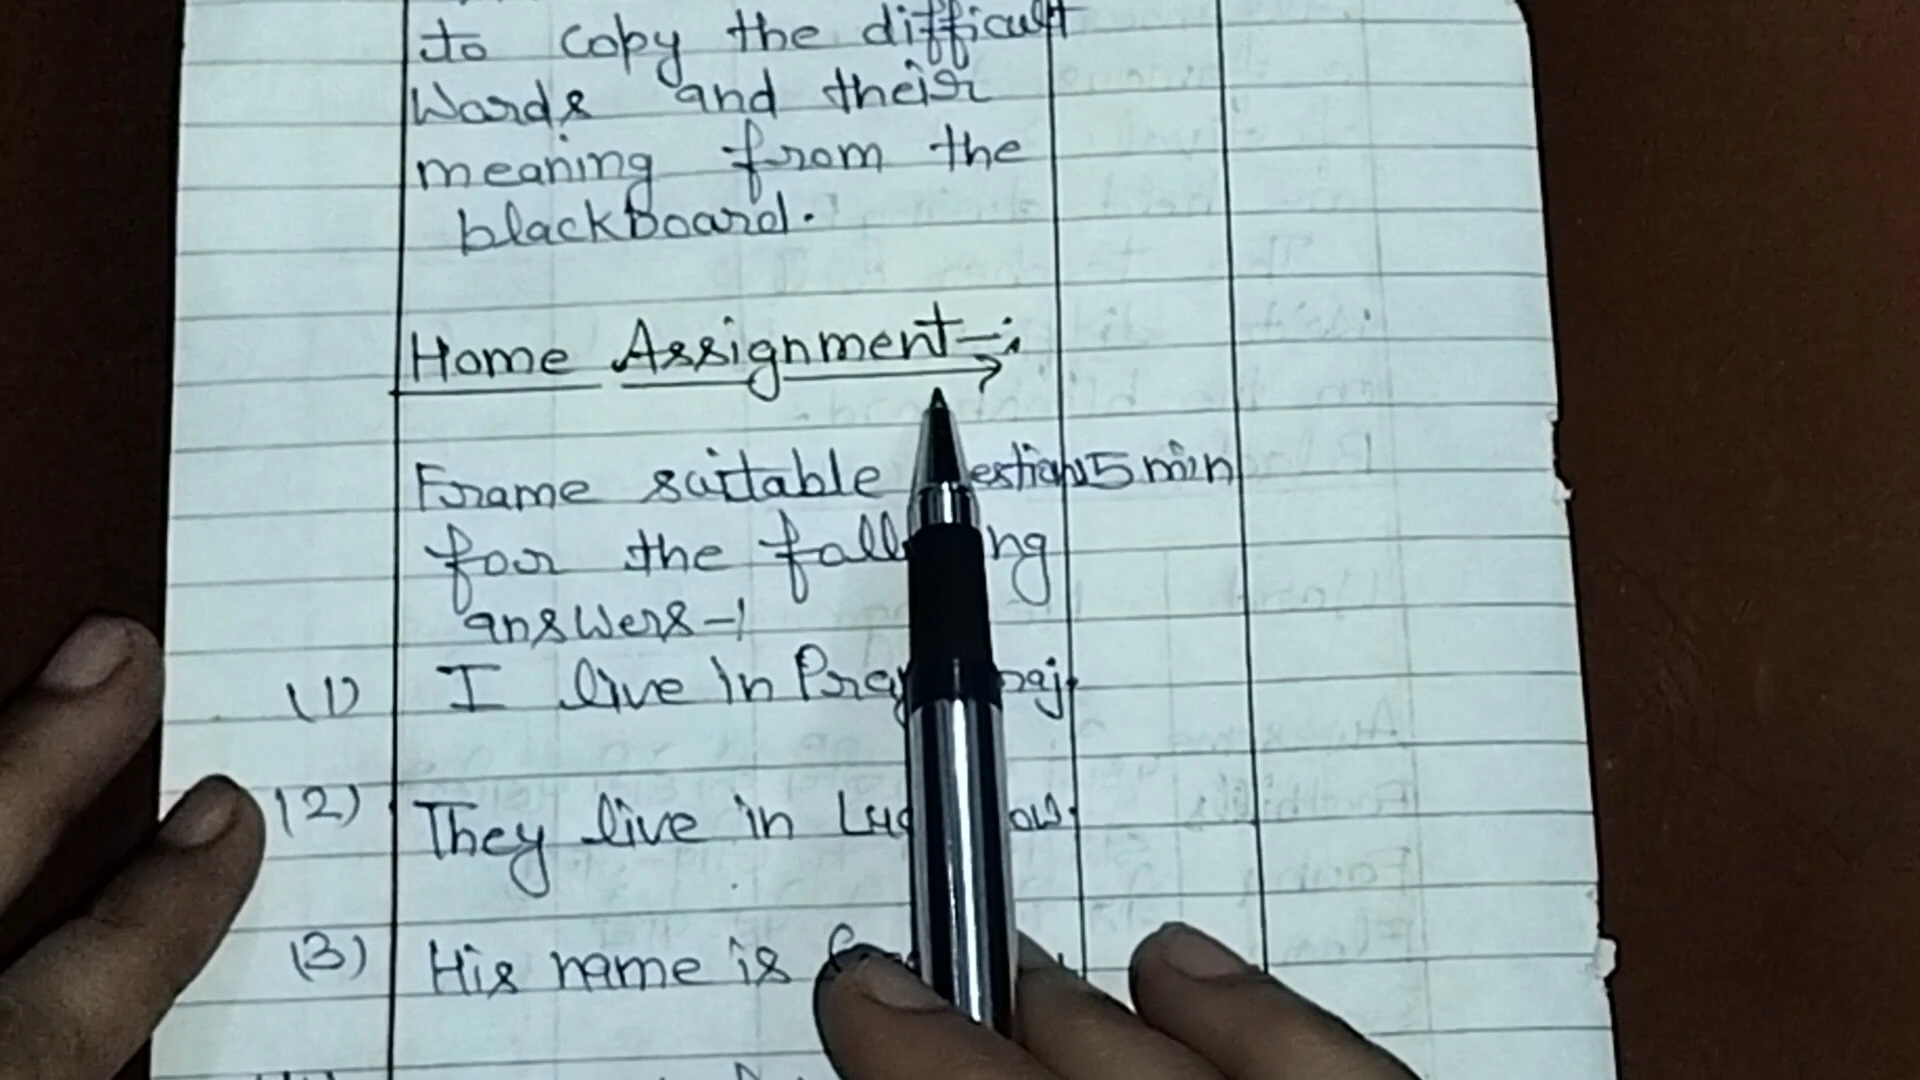 to copy the difficult
Words and their
meaning from the
blackboard.
Home Assignment-:
Frame suitable 5 min
for the
answers-1
(1) I live in
(2) They live in
(3) His name is